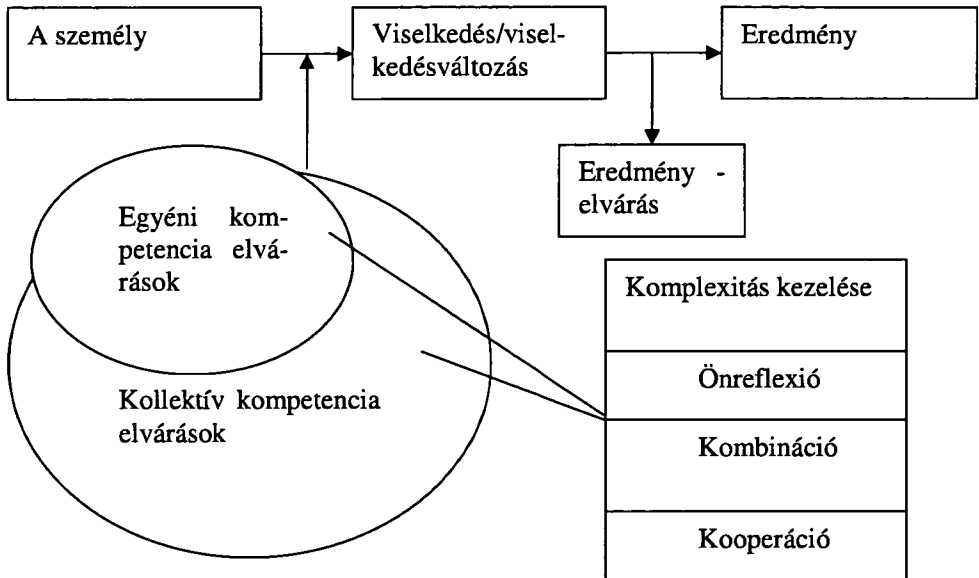 A személy
Viselkedés/visel-
kedésváltozás
Eredmény
Eredmény -
elvárás
Egyéni kom-
petencia elvá-
rások
Kollektív kompetencia
elvárások
Komplexitás kezelése
Önreflexió
Kombináció
Kooperáció